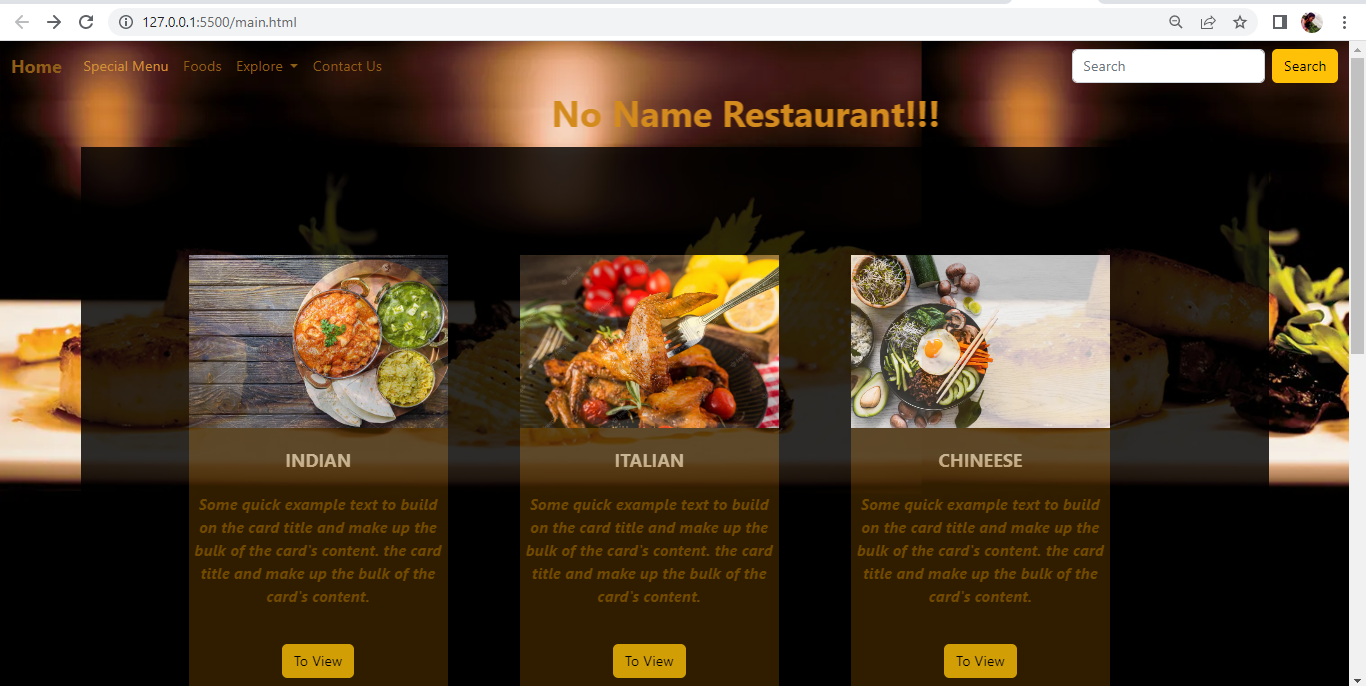 127.0.0.1:5500/main.html
Home Special Menu Foods Explore Contact Us Search Search
No Name Restaurant!!!
INDIAN
Some quick example text to build
on the card title and make up the
bulk of the card's content. the card
title and make up the bulk of the
card's content.
To View
ITALIAN
Some quick example text to build
on the card title and make up the
bulk of the card's content. the card
title and make up the bulk of the
card's content.
To View
CHINEESE
Some quick example text to build
on the card title and make up the
bulk of the card's content. the card
title and make up the bulk of the
card's content.
To View